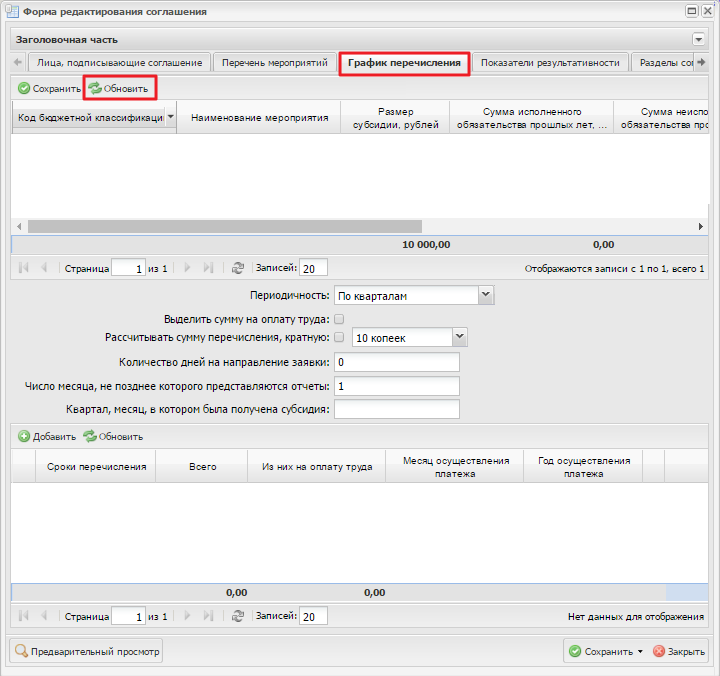 Форма редактирования соглашения
Заголовочная часть
Лица, подписывающие соглашение
Перечень мероприятий
График перечисления
Показатели результативности
Разделы со
Сохранить
Обновить
Код бюджетной классификаци
Наименование мероприятия
Размер
субсидии, рублей
Сумма исполненного
обязательства прошлых лет, ...
Сумма неиспо
обязательства про
10 000,00
0,00
Страница 1 из 1
Записей: 20
Отображаются записи с 1 по 1, всего 1
Периодичность: По кварталам
Выделить сумму на оплату труда:
Рассчитывать сумму перечисления, кратную: 10 копеек
Количество дней на направление заявки: 0
Число месяца, не позднее которого представляются отчеты: 1
Квартал, месяц, в котором была получена субсидия:
Добавить
Обновить
Сроки перечисления
Всего
Из них на оплату труда
Месяц осуществления
платежа
Год осуществления
платежа
0,00
0,00
Страница 1 из 1
Записей: 20
Нет данных для отображения
Предварительный просмотр
Сохранить
Закрыть